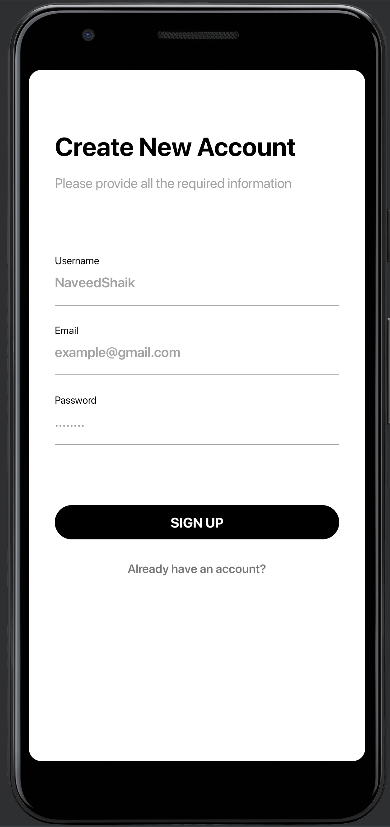 Create New Account
Please provide all the required information
Username
NaveedShaik
Email
example@gmail.com
Password
........
SIGN UP
Already have an account?